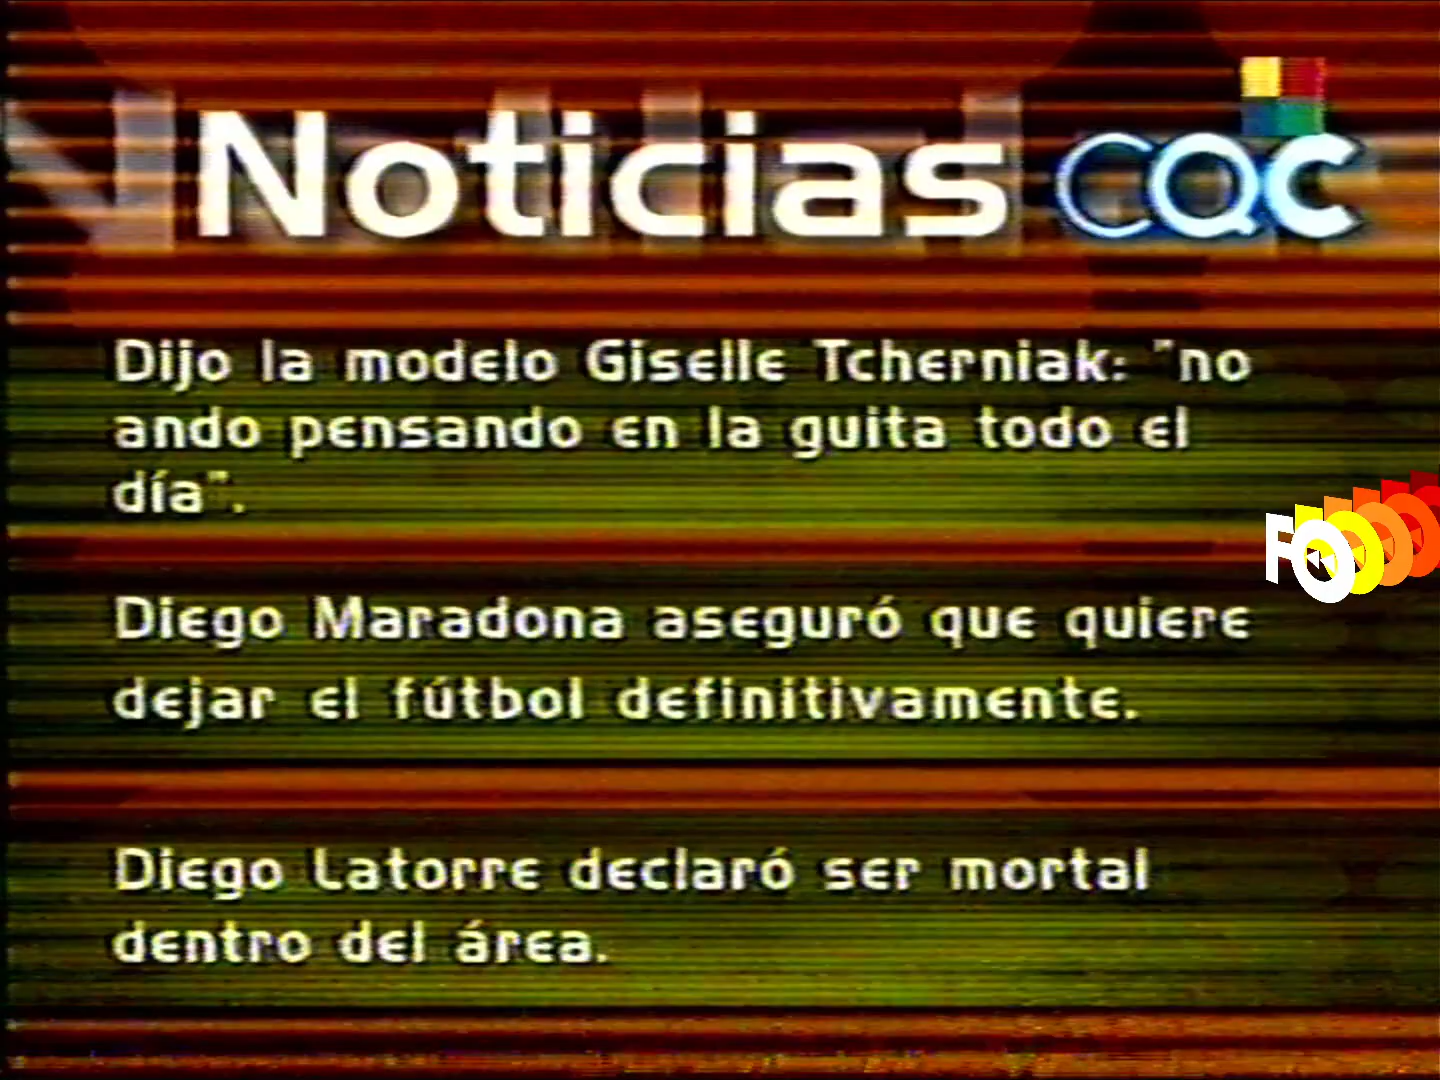 Noticias CQC
Dijo la modelo Giselle Tcherniak: "no
ando pensando en la guita todo el
día".
FO
Diego Maradona aseguró que quiere
dejar el fútbol definitivamente.
Diego Latorre declaró ser mortal
dentro del área.